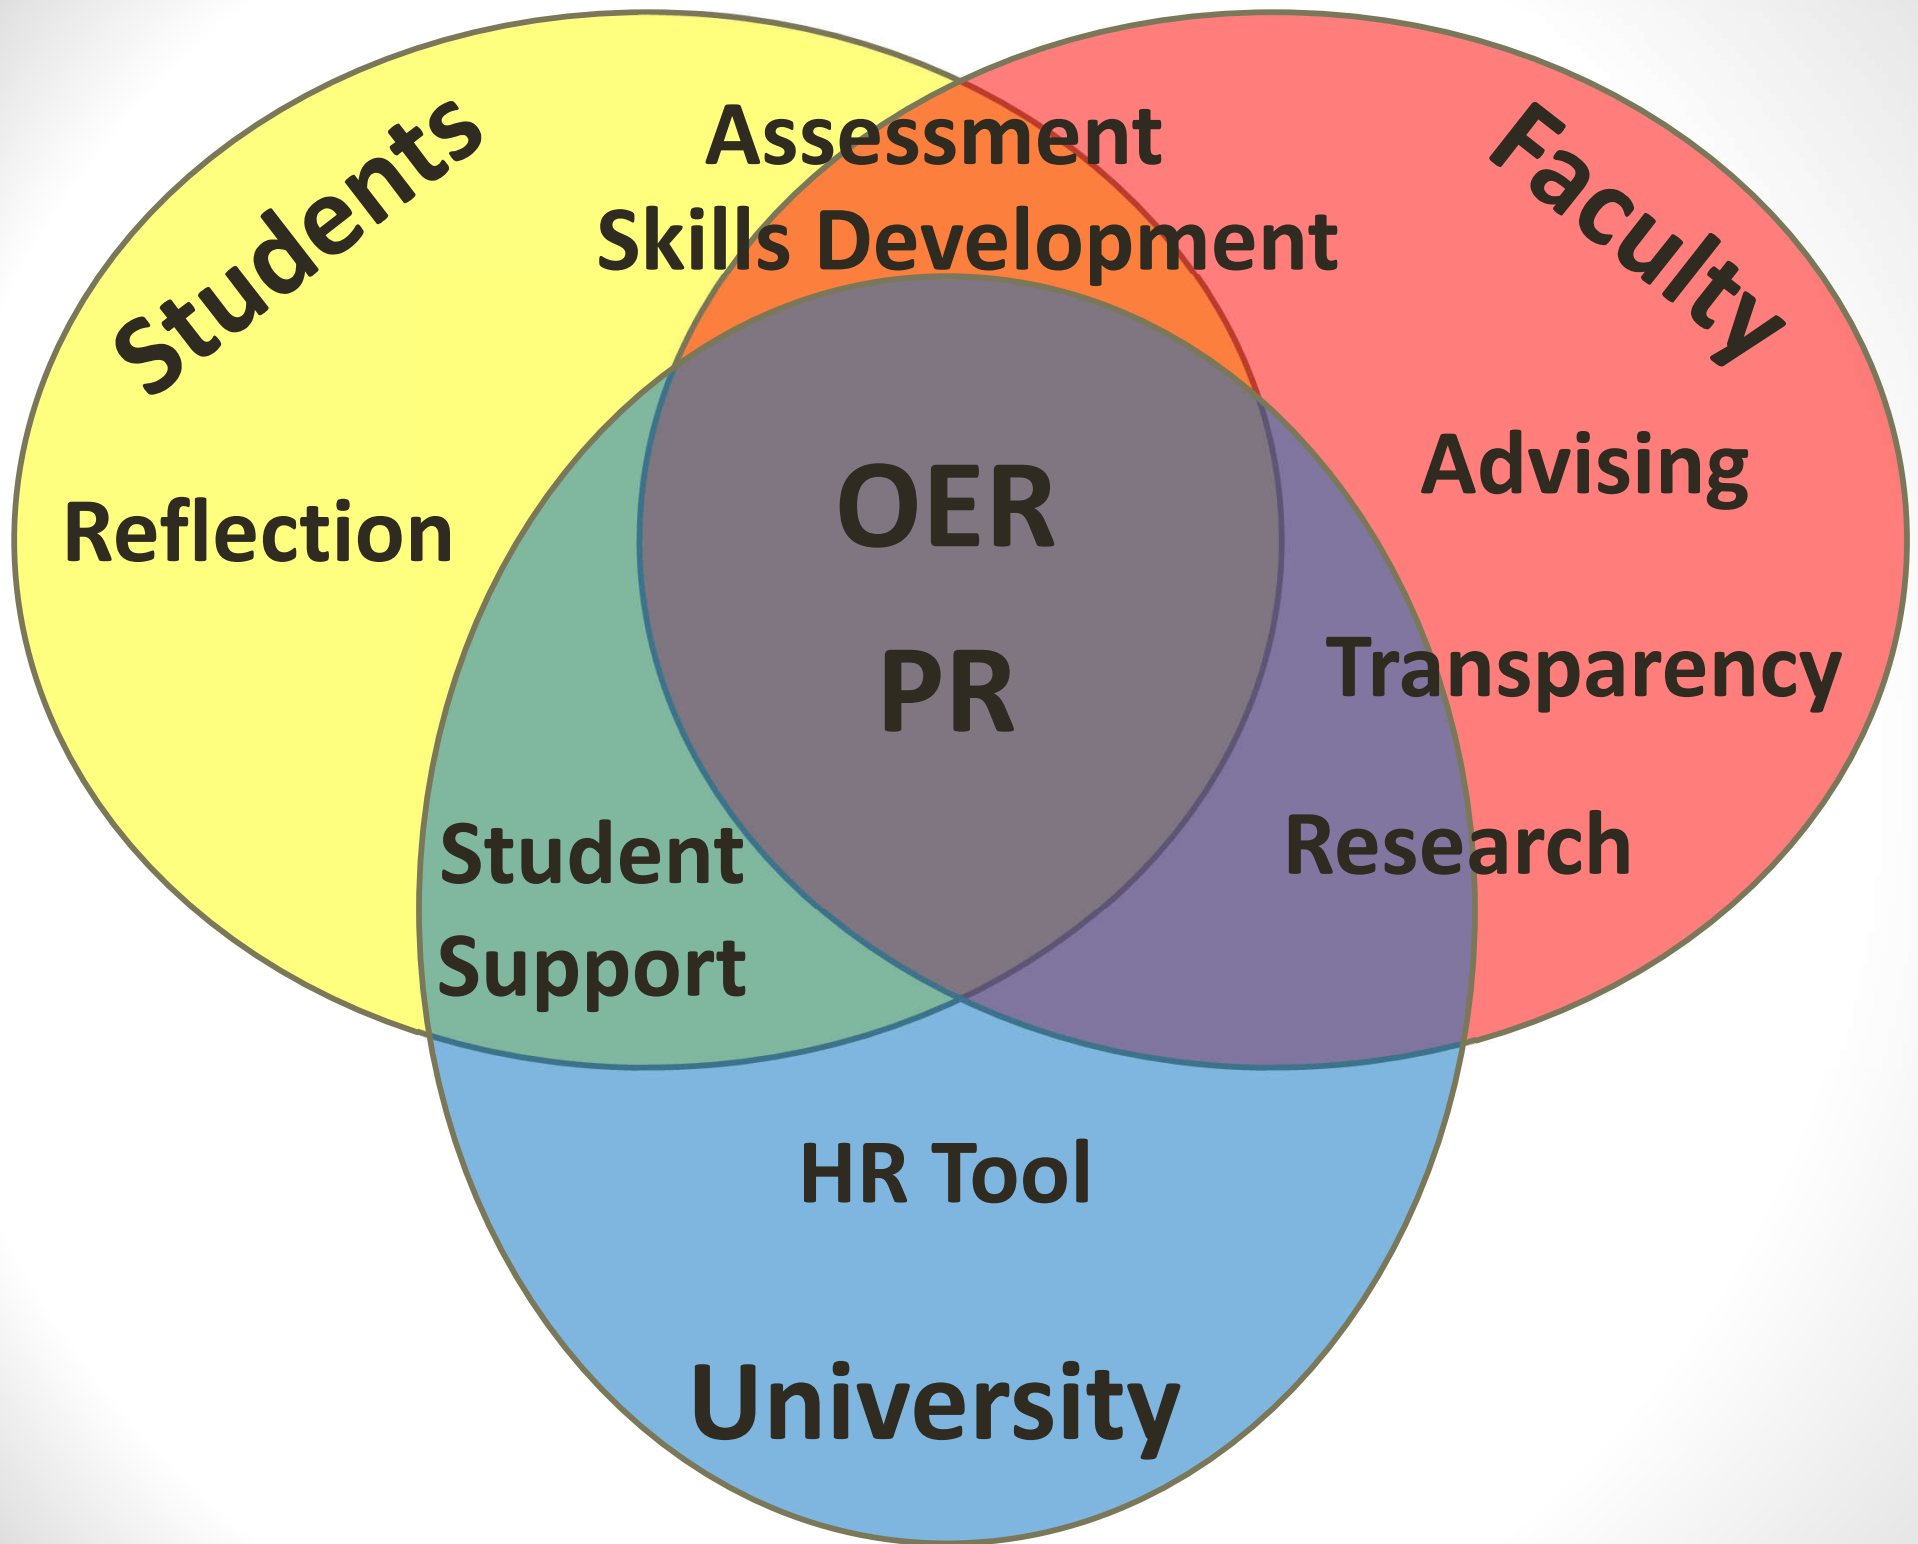 Students
Faculty
Assessment
Skills Development
Reflection
Advising
OER
PR
Transparency
Research
Student
Support
HR Tool
University